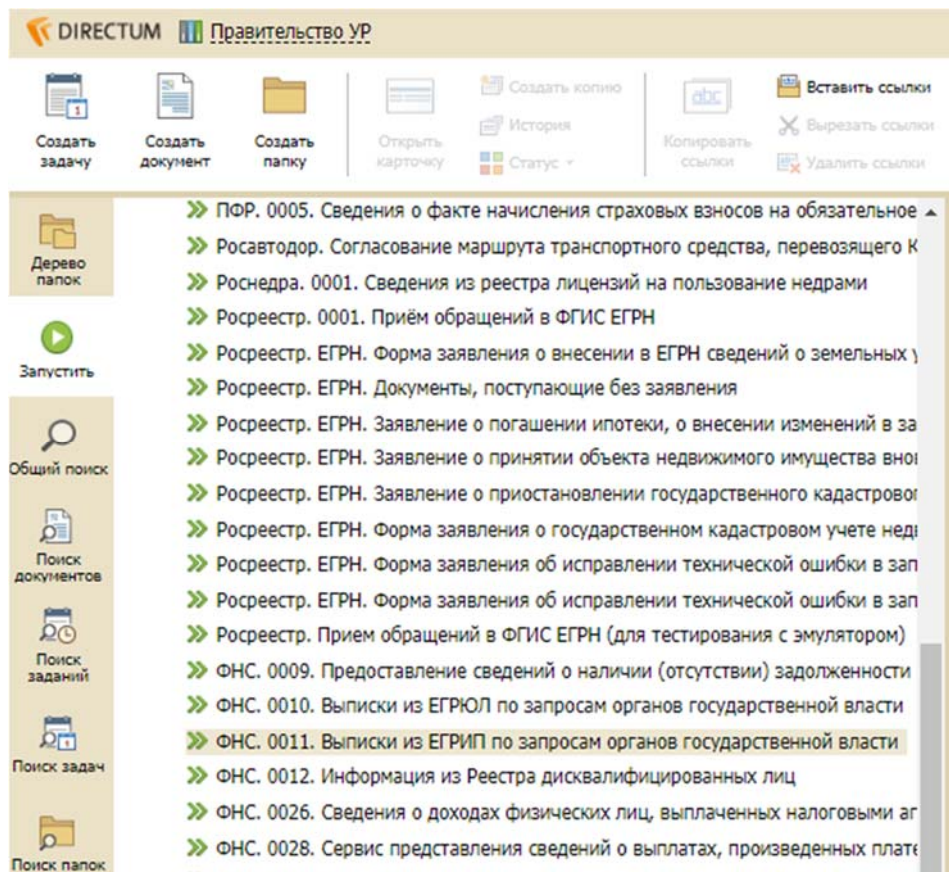 DIRECTUM Правительство УР
Создать задачу
Создать документ
Создать папку
Открыть карточку
Создать копию
История
Статус
abc
Копировать ссылки
Вставить ссылки
Вырезать ссылки
Удалить ссылки
Дерево папок
Запустить
Общий поиск
Поиск документов
Поиск заданий
Поиск задач
Поиск папок
ПФР. 0005. Сведения о факте начисления страховых взносов на обязательное
Росавтодор. Согласование маршрута транспортного средства, перевозящего К
Роснедра. 0001. Сведения из реестра лицензий на пользование недрами
Росреестр. 0001. Приём обращений в ФГИС ЕГРН
Росреестр. ЕГРН. Форма заявления о внесении в ЕГРН сведений о земельных у
Росреестр. ЕГРН. Документы, поступающие без заявления
Росреестр. ЕГРН. Заявление о погашении ипотеки, о внесении изменений в за
Росреестр. ЕГРН. Заявление о принятии объекта недвижимого имущества внов
Росреестр. ЕГРН. Заявление о приостановлении государственного кадастровог
Росреестр. ЕГРН. Форма заявления о государственном кадастровом учете недв
Росреестр. ЕГРН. Форма заявления об исправлении технической ошибки в зап
Росреестр. ЕГРН. Форма заявления об исправлении технической ошибки в зап
Росреестр. Прием обращений в ФГИС ЕГРН (для тестирования с эмулятором)
ФНС. 0009. Предоставление сведений о наличии (отсутствии) задолженности
ФНС. 0010. Выписки из ЕГРЮЛ по запросам органов государственной власти
ФНС. 0011. Выписки из ЕГРИП по запросам органов государственной власти
ФНС. 0012. Информация из Реестра дисквалифицированных лиц
ФНС. 0026. Сведения о доходах физических лиц, выплаченных налоговыми аг
ФНС. 0028. Сервис представления сведений о выплатах, произведенных плате